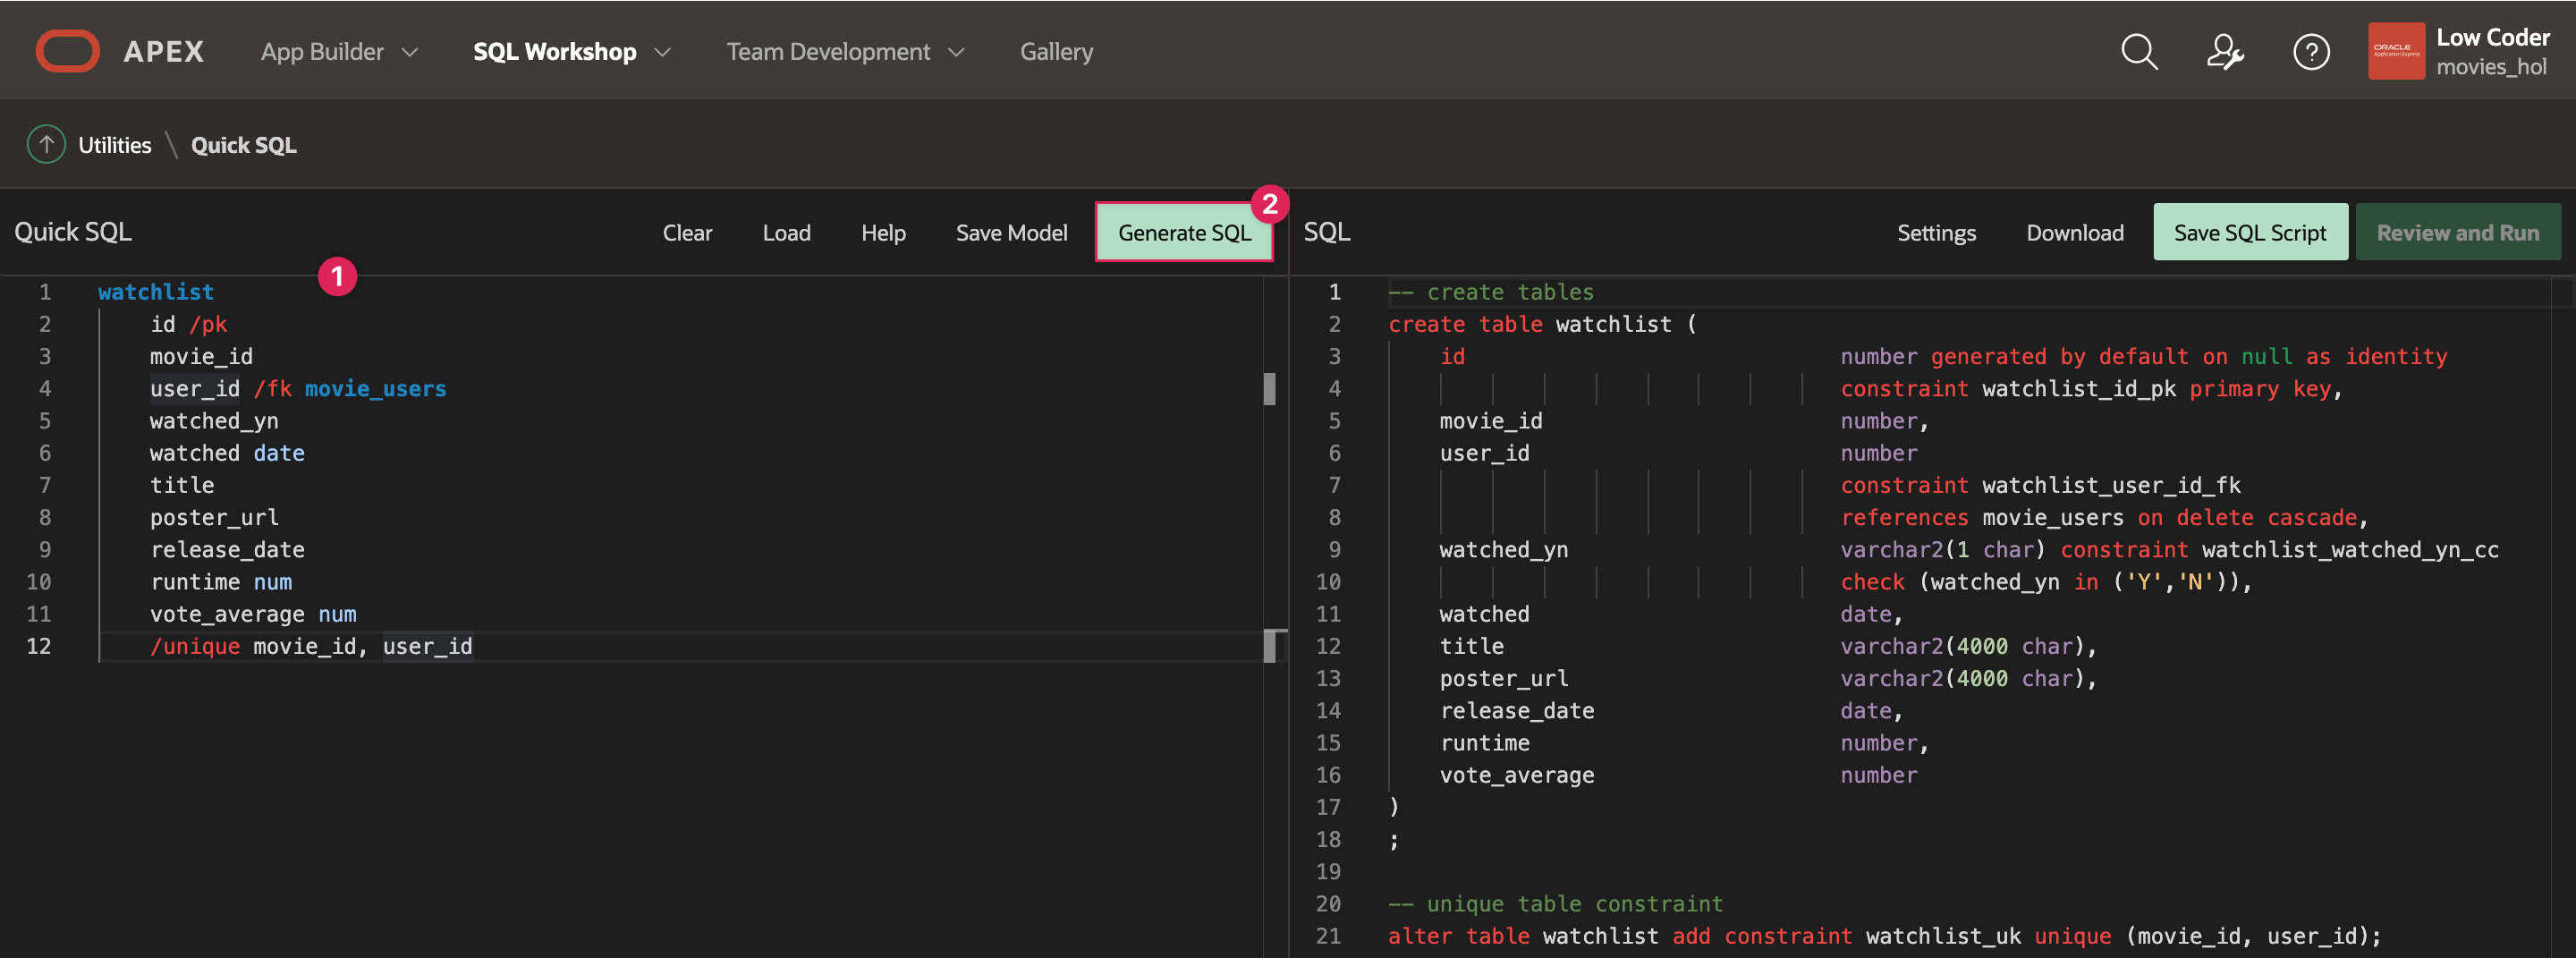 APEX App Builder SQL Workshop Team Development Gallery
ORACLE
Application Express
Low Coder
movies_hol
Utilities \ Quick SQL
Quick SQL Clear Load Help Save Model Generate SQL 2
1
1 watchlist
2 id /pk
3 movie_id
4 user_id /fk movie_users
5 watched_yn
6 watched date
7 title
8 poster_url
9 release_date
10 runtime num
11 vote_average num
12 /unique movie_id, user_id
SQL Settings Download Save SQL Script Review and Run
1 -- create tables
2 create table watchlist (
3 id number generated by default on null as identity
4 constraint watchlist_id_pk primary key,
5 movie_id number,
6 user_id number
7 constraint watchlist_user_id_fk
8 references movie_users on delete cascade,
9 watched_yn varchar2(1 char) constraint watchlist_watched_yn_cc
10 check (watched_yn in ('Y','N')),
11 watched date,
12 title varchar2(4000 char),
13 poster_url varchar2(4000 char),
14 release_date date,
15 runtime number,
16 vote_average number
17 )
18 ;
19
20 -- unique table constraint
21 alter table watchlist add constraint watchlist_uk unique (movie_id, user_id);